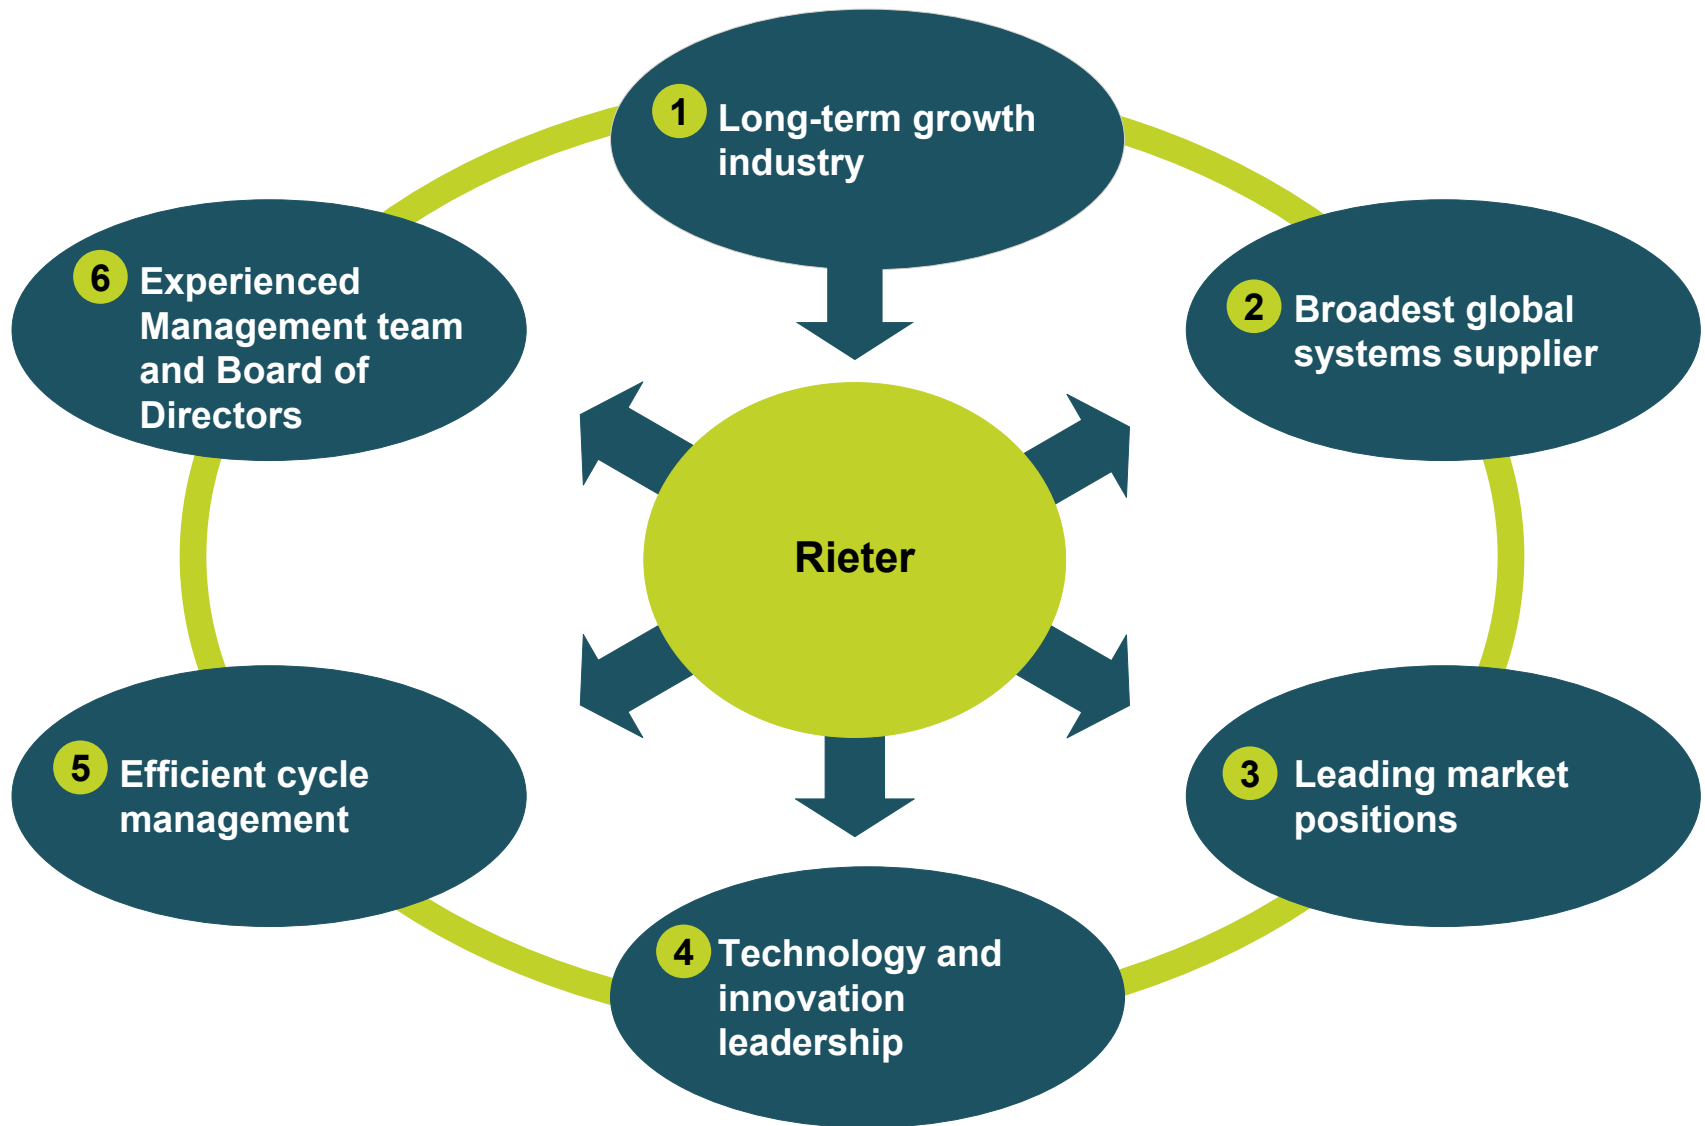 1
Long-term growth
industry
2
Broadest global
systems supplier
3
Leading market
positions
4
Technology and
innovation
leadership
5
Efficient cycle
management
6
Experienced
Management team
and Board of
Directors
Rieter